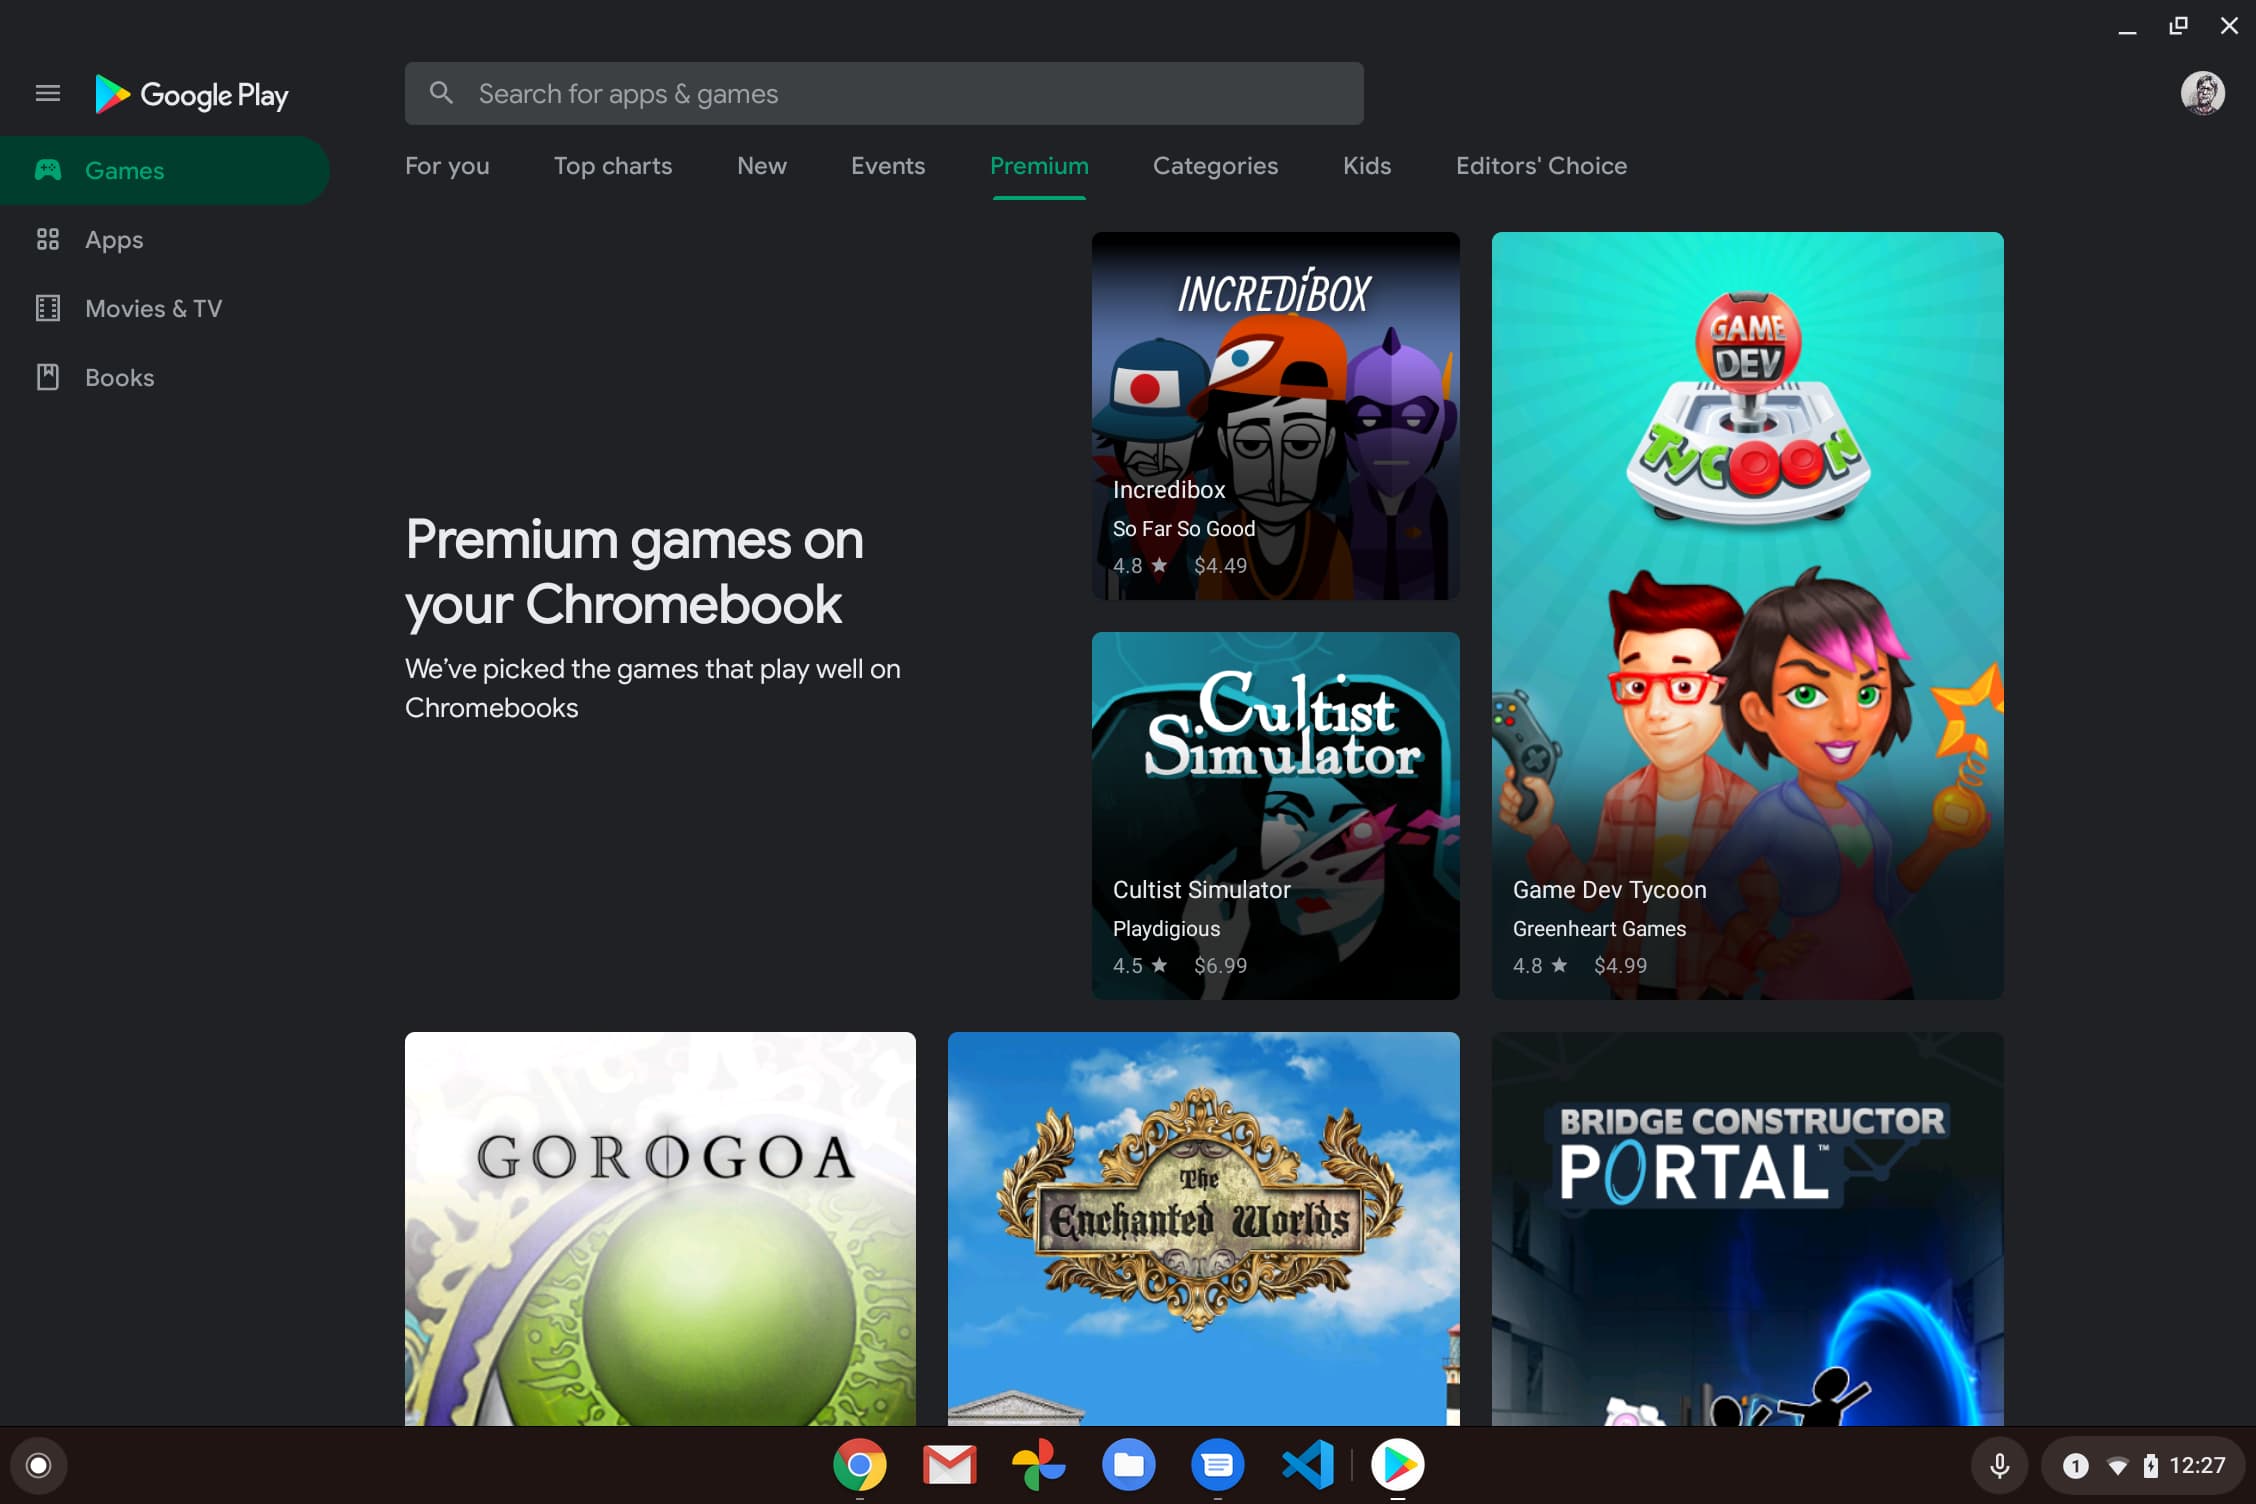 Google Play
Search for apps & games
Games
Apps
Movies & TV
Books
For you
Top charts
New
Events
Premium
Categories
Kids
Editors' Choice
Premium games on
your Chromebook
We’ve picked the games that play well on
Chromebooks
INCREDiBOX
Incredibox
So Far So Good
4.8 ★ $4.49
Cultist
Simulator
Cultist Simulator
Playdigious
4.5 ★ $6.99
GAME
DEV
TYCOON
Game Dev Tycoon
Greenheart Games
4.8 ★ $4.99
GOROGOA
The
Enchanted Worlds
BRIDGE CONSTRUCTOR
PORTAL™
1
12:27